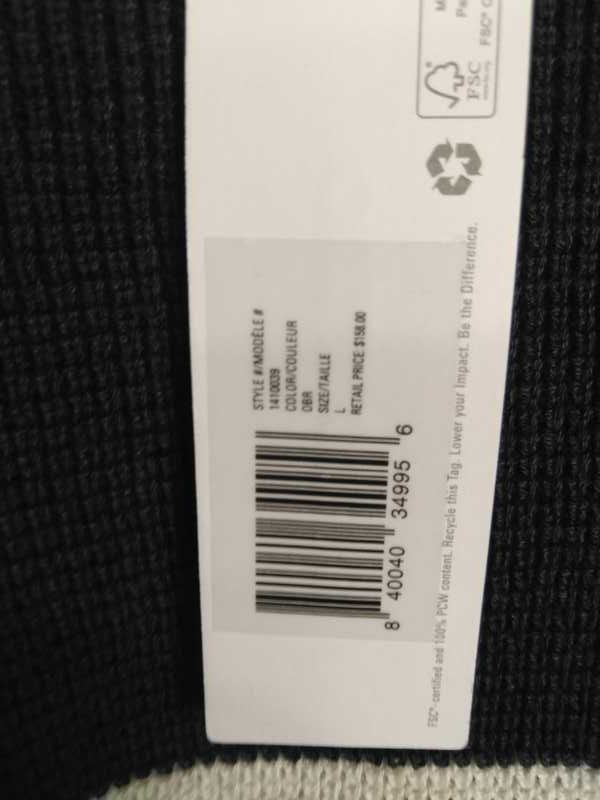 FSC
STYLE #/MODÈLE #
1410039
COLOR/COULEUR
OBR
SIZE/TAILLE
L
RETAIL PRICE $158.00
8 40040 34995 6
FSC®-certified and 100% PCW content. Recycle this Tag. Lower your Impact. Be the Difference.